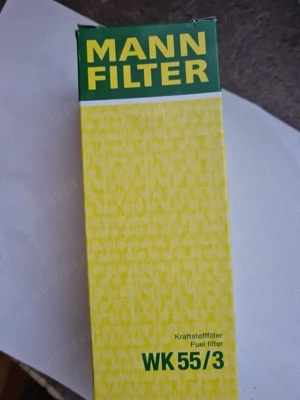 MANN
FILTER
Kraftstofffilter
Fuel filter
WK 55/3